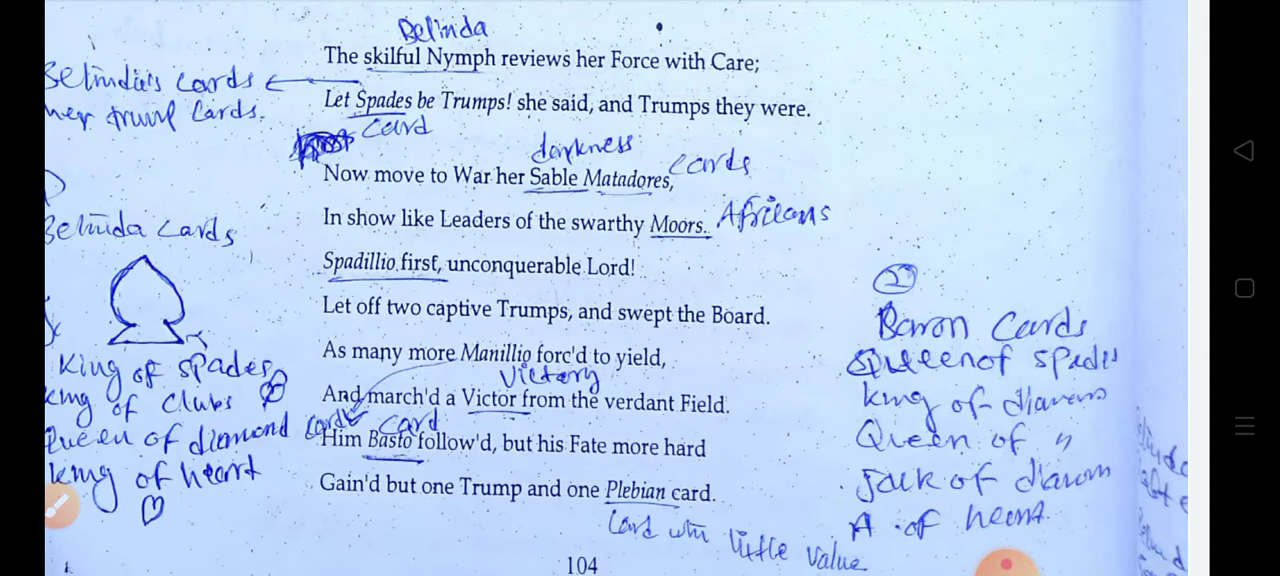 Belinda
The skilful Nymph reviews her Force with Care;
Belinda's cards
Let Spades be Trumps! she said, and Trumps they were.
her trump Cards.
Card
darkness
Cards
Now move to War her Sable Matadores,
In show like Leaders of the swarthy Moors.
Africans
Belinda Cards
Spadillio first, unconquerable Lord!
2
Let off two captive Trumps, and swept the Board.
Baron Cards
As many more Manillio forc'd to yield,
King of spades
Queen of spades
Victory
And march'd a Victor from the verdant Field.
king of clubs
king of
card
Queen of diamond cards
Him Basto follow'd, but his Fate more hard
Queen of "
king of heart
Gain'd but one Trump and one Plebian card.
Jack of
A of heart.
Card with little value
104